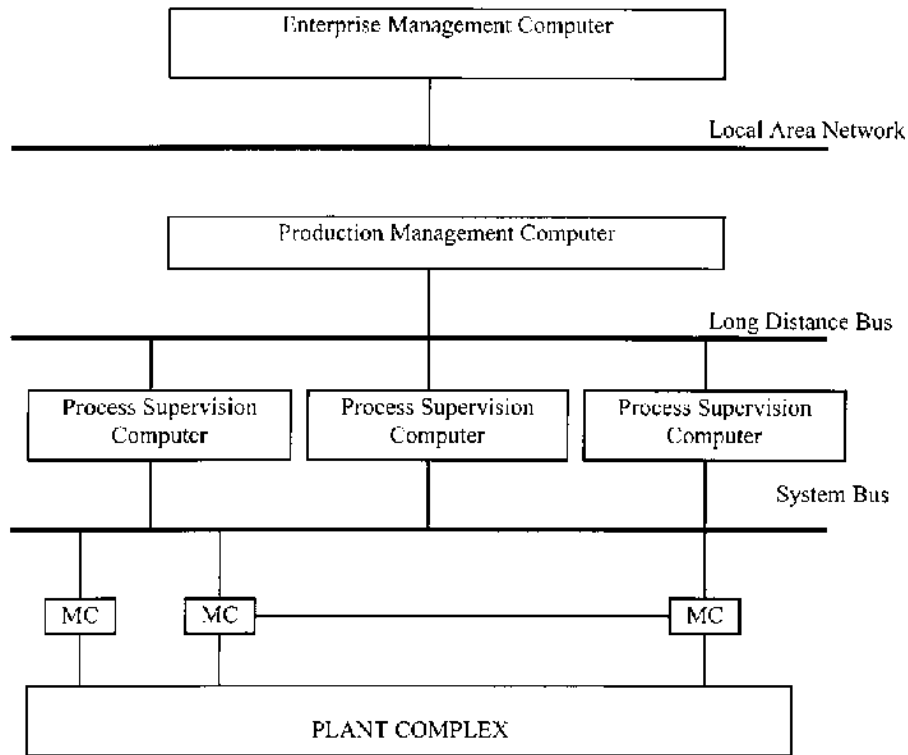 Enterprise Management Computer
Local Area Network
Production Management Computer
Long Distance Bus
Process Supervision
Computer
Process Supervision
Computer
Process Supervision
Computer
System Bus
MC
MC
MC
PLANT COMPLEX